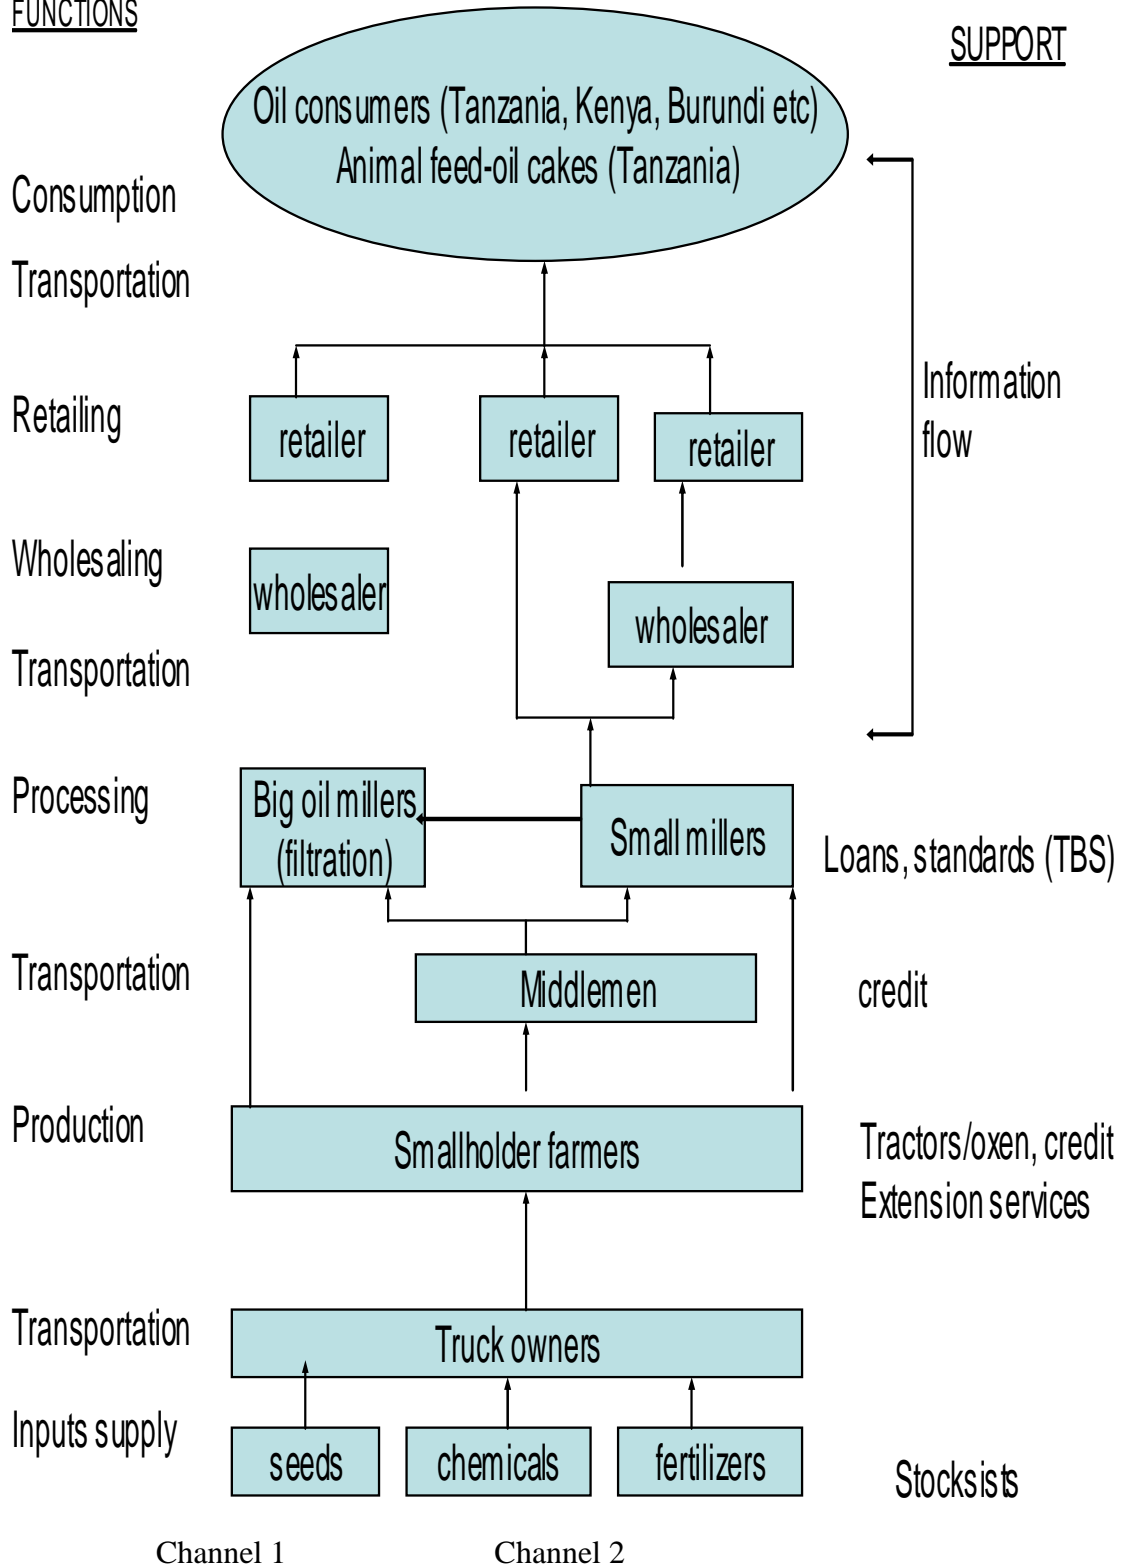 FUNCTIONS
SUPPORT
Oil consumers (Tanzania, Kenya, Burundi etc)
Animal feed-oil cakes (Tanzania)
Consumption
Transportation
Information
flow
Retailing
retailer
retailer
retailer
Wholesaling
wholesaler
wholesaler
Transportation
Processing
Big oil millers
(filtration)
Small millers
Loans, standards (TBS)
Transportation
Middlemen
credit
Production
Smallholder farmers
Tractors/oxen, credit
Extension services
Transportation
Truck owners
Inputs supply
seeds
chemicals
fertilizers
Stocksists
Channel 1
Channel 2